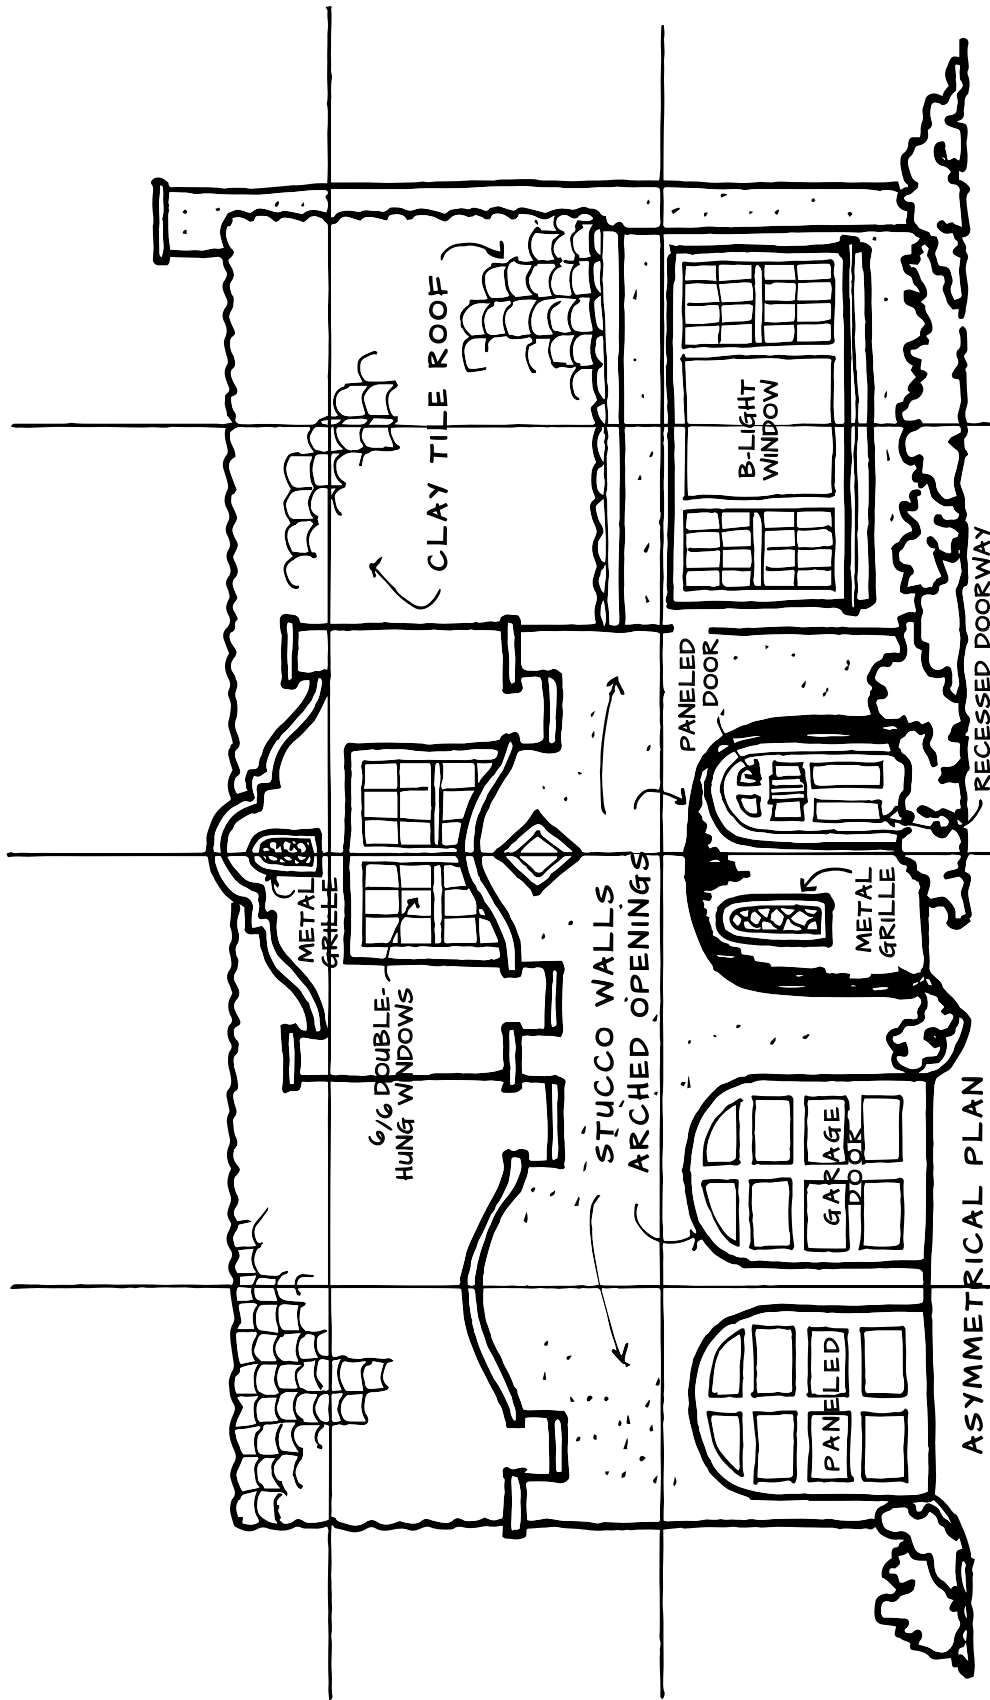 CLAY TILE ROOF
METAL
GRILLE
6/6 DOUBLE-
HUNG WINDOWS
STUCCO WALLS
ARCHED OPENINGS
PANELED
DOOR
B-LIGHT
WINDOW
METAL
GRILLE
PANELED
GARAGE
DOOR
ASYMMETRICAL PLAN
RECESSED DOORWAY